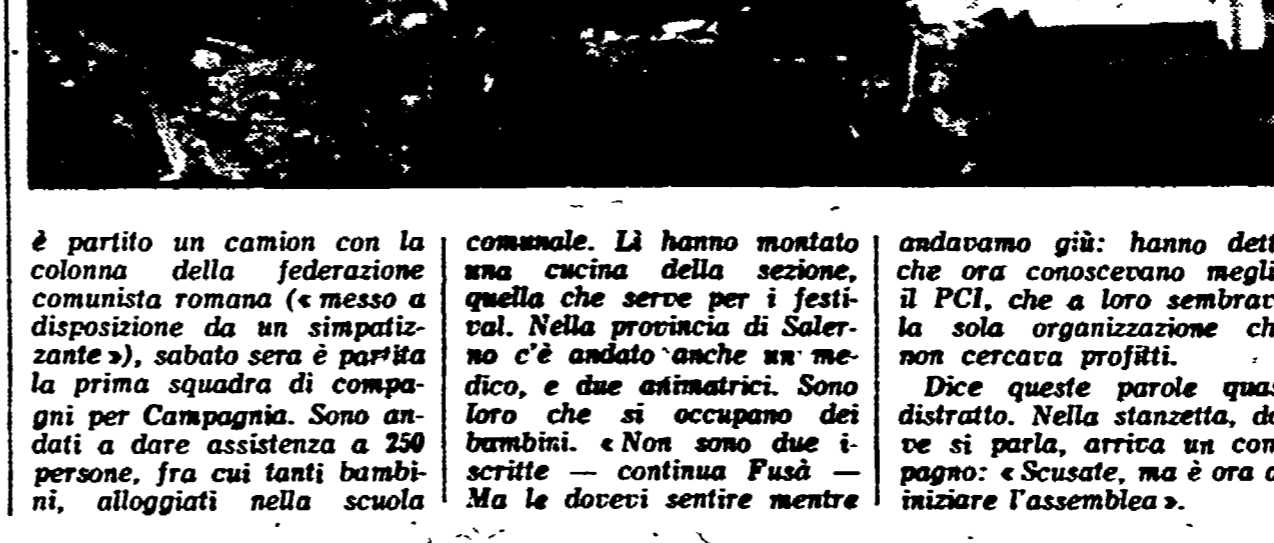 è partito un camion con la
colonna della federazione
comunista romana (« messo a
disposizione da un simpatiz-
zante »), sabato sera è partita
la prima squadra di compa-
gni per Campagnia. Sono an-
dati a dare assistenza a 250
persone, fra cui tanti bambi-
ni, alloggiati nella scuola
comunale. Lì hanno montato
una cucina della sezione,
quella che serve per i festi-
val. Nella provincia di Saler-
no c'è andato anche un me-
dico, e due animatrici. Sono
loro che si occupano dei
bambini. « Non sono due i-
scritte — continua Fusà —
Ma le dovevi sentire mentre
andavamo giù: hanno dett
che ora conoscevano megli
il PCI, che a loro sembrav
la sola organizzazione ch
non cercava profitti.
Dice queste parole quas
distratto. Nella stanzetta, do
ve si parla, arriva un com
pagno: « Scusate, ma è ora d
iniziare l'assemblea ».